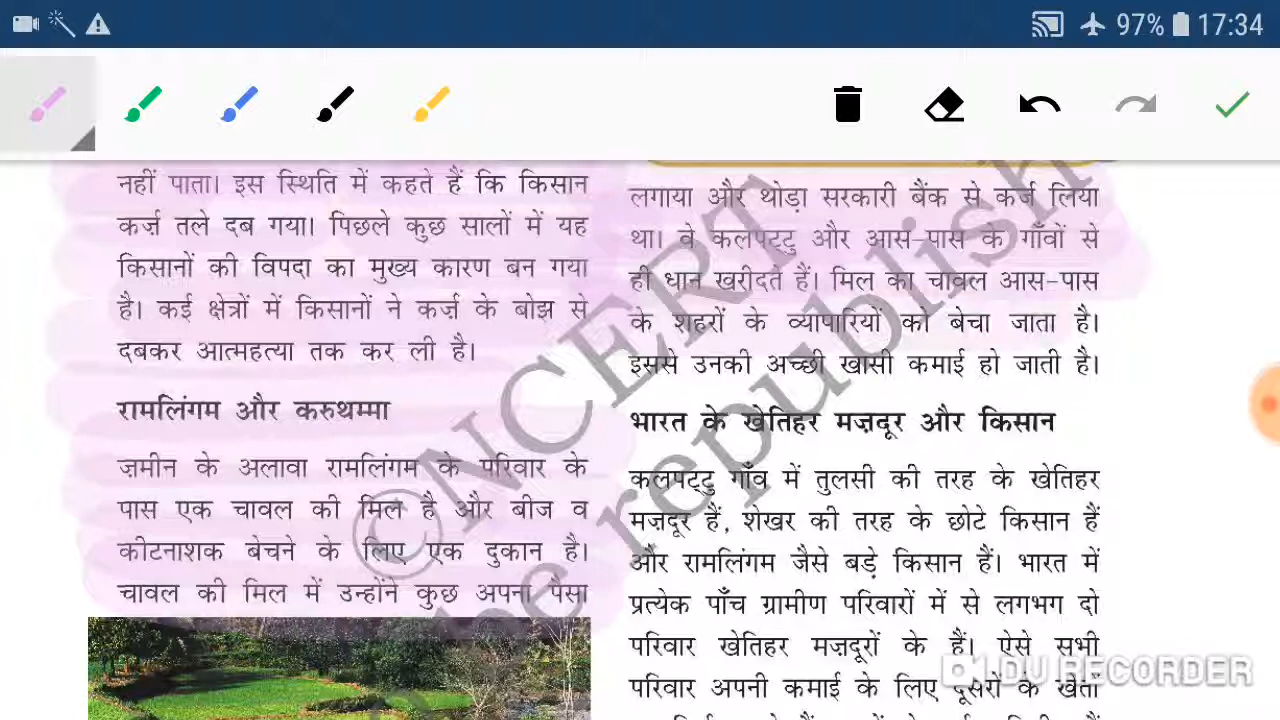 97% 17:34
नहीं पाता। इस स्थिति में कहते हैं कि किसान
कर्ज़ तले दब गया। पिछले कुछ सालों में यह
किसानों की विपदा का मुख्य कारण बन गया
है। कई क्षेत्रों में किसानों ने कर्ज़ के बोझ से
दबकर आत्महत्या तक कर ली है।
रामलिंगम और करुथम्मा
ज़मीन के अलावा रामलिंगम के परिवार के
पास एक चावल की मिल है और बीज व
कीटनाशक बेचने के लिए एक दुकान है।
चावल की मिल में उन्होंने कुछ अपना पैसा
लगाया और थोड़ा सरकारी बैंक से कर्ज लिया
था। वे कलपट्टु और आस-पास के गाँवों से
ही धान खरीदते हैं। मिल का चावल आस-पास
के शहरों के व्यापारियों को बेचा जाता है।
इससे उनकी अच्छी खासी कमाई हो जाती है।
भारत के खेतिहर मज़दूर और किसान
कलपट्टु गाँव में तुलसी की तरह के खेतिहर
मज़दूर हैं, शेखर की तरह के छोटे किसान हैं
और रामलिंगम जैसे बड़े किसान हैं। भारत में
प्रत्येक पाँच ग्रामीण परिवारों में से लगभग दो
परिवार खेतिहर मज़दूरों के हैं। ऐसे सभी
परिवार अपनी कमाई के लिए दूसरों के खेतों
©NCERT
be republish
DU RECORDER